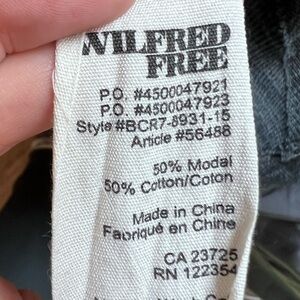 WILFRED
FREE
P.O. #4500047921
P.O. #4500047923
Style #BCR7-8931-15
Article #56488
50% Modal
50% Cotton/Coton
Made in China
Fabriqué en Chine
CA 23725
RN 122354